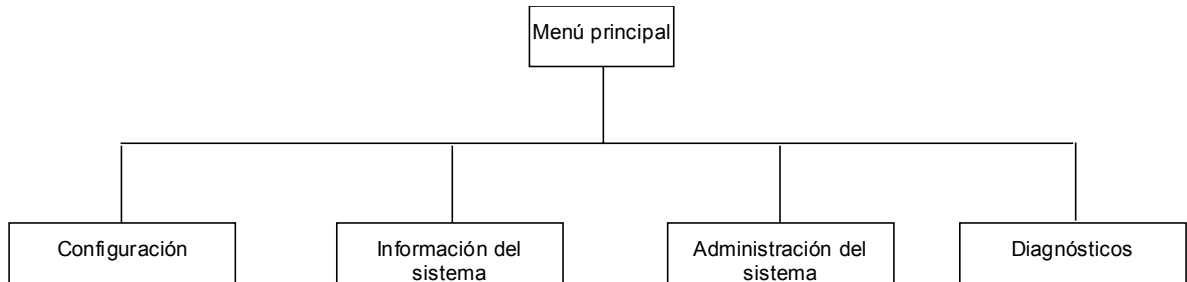 Menú principal
Configuración
Información del
sistema
Administración del
sistema
Diagnósticos